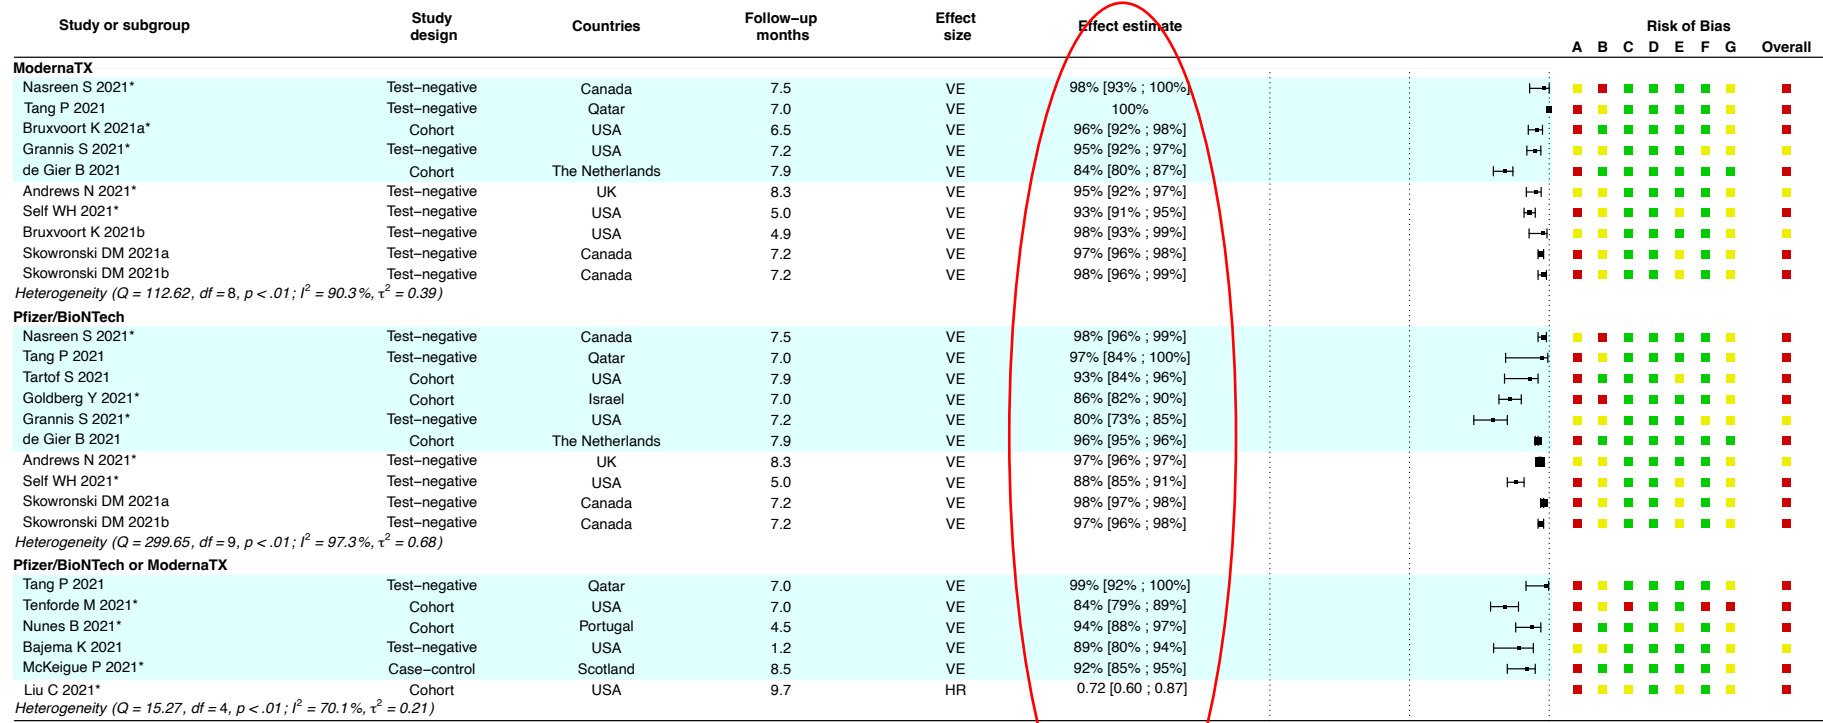 Study or subgroup Study design Countries Follow−up months Effect size Effect estimate Risk of Bias
A B C D E F G Overall
ModernaTX
Nasreen S 2021* Test−negative Canada 7.5 VE 98% [93% ; 100%]
Tang P 2021 Test−negative Qatar 7.0 VE 100%
Bruxvoort K 2021a* Cohort USA 6.5 VE 96% [92% ; 98%]
Grannis S 2021* Test−negative USA 7.2 VE 95% [92% ; 97%]
de Gier B 2021 Cohort The Netherlands 7.9 VE 84% [80% ; 87%]
Andrews N 2021* Test−negative UK 8.3 VE 95% [92% ; 97%]
Self WH 2021* Test−negative USA 5.0 VE 93% [91% ; 95%]
Bruxvoort K 2021b Test−negative USA 4.9 VE 98% [93% ; 99%]
Skowronski DM 2021a Test−negative Canada 7.2 VE 97% [96% ; 98%]
Skowronski DM 2021b Test−negative Canada 7.2 VE 98% [96% ; 99%]
Heterogeneity (Q = 112.62, df = 8, p < .01; I² = 90.3%, τ² = 0.39)
Pfizer/BioNTech
Nasreen S 2021* Test−negative Canada 7.5 VE 98% [96% ; 99%]
Tang P 2021 Test−negative Qatar 7.0 VE 97% [84% ; 100%]
Tartof S 2021 Cohort USA 7.9 VE 93% [84% ; 96%]
Goldberg Y 2021* Cohort Israel 7.0 VE 86% [82% ; 90%]
Grannis S 2021* Test−negative USA 7.2 VE 80% [73% ; 85%]
de Gier B 2021 Cohort The Netherlands 7.9 VE 96% [95% ; 96%]
Andrews N 2021* Test−negative UK 8.3 VE 97% [96% ; 97%]
Self WH 2021* Test−negative USA 5.0 VE 88% [85% ; 91%]
Skowronski DM 2021a Test−negative Canada 7.2 VE 98% [97% ; 98%]
Skowronski DM 2021b Test−negative Canada 7.2 VE 97% [96% ; 98%]
Heterogeneity (Q = 299.65, df = 9, p < .01; I² = 97.3%, τ² = 0.68)
Pfizer/BioNTech or ModernaTX
Tang P 2021 Test−negative Qatar 7.0 VE 99% [92% ; 100%]
Tenforde M 2021* Cohort USA 7.0 VE 84% [79% ; 89%]
Nunes B 2021* Cohort Portugal 4.5 VE 94% [88% ; 97%]
Bajema K 2021 Test−negative USA 1.2 VE 89% [80% ; 94%]
McKeigue P 2021* Case−control Scotland 8.5 VE 92% [85% ; 95%]
Liu C 2021* Cohort USA 9.7 HR 0.72 [0.60 ; 0.87]
Heterogeneity (Q = 15.27, df = 4, p < .01; I² = 70.1%, τ² = 0.21)